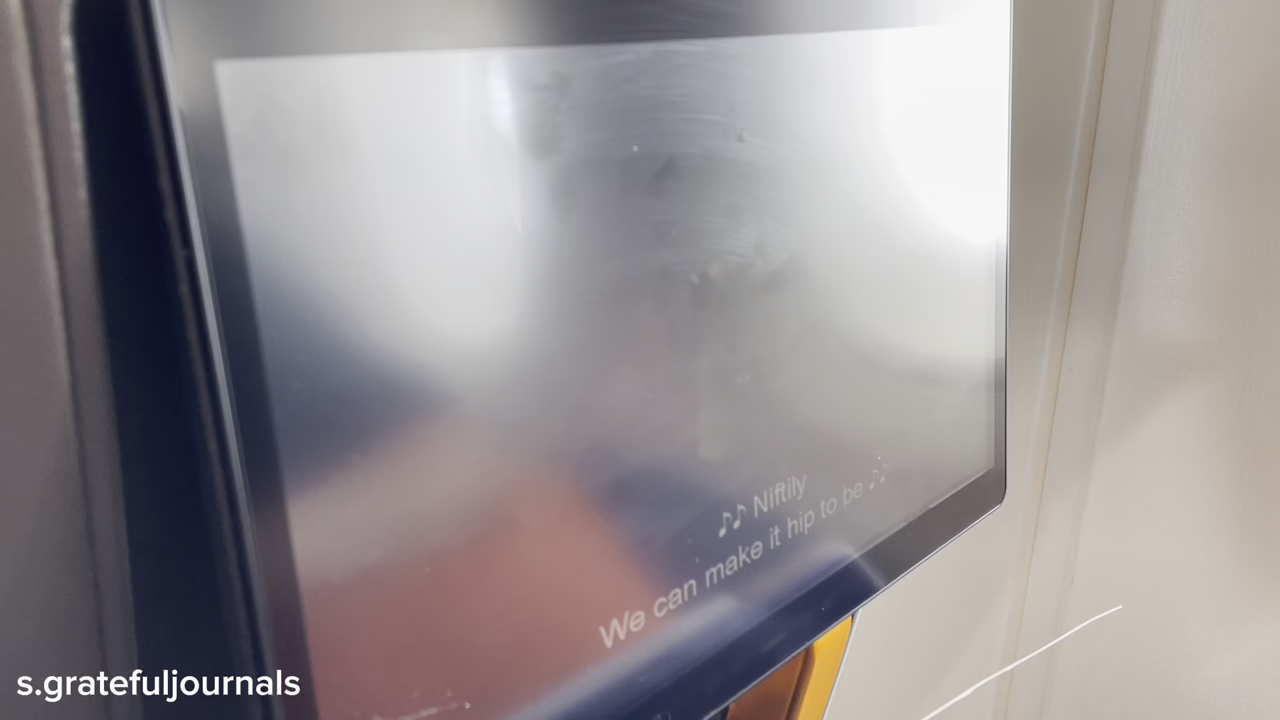 ♪♪ Niftily
We can make it hip to be ♪♪
s.gratefuljournals